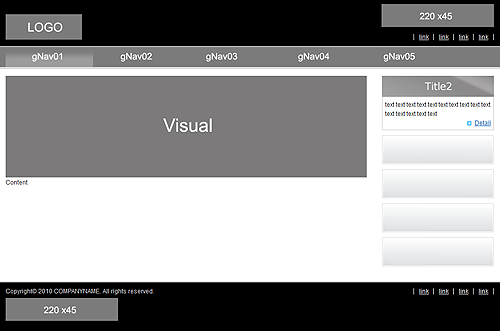 LOGO
220 x45
| link | link | link | link |
gNav01 gNav02 gNav03 gNav04 gNav05
Visual
Content
Title2
text text text text text text text text text text
text text text text text
Detail
Copyright© 2010 COMPANYNAME. All rights reserved.
| link | link | link | link |
220 x45